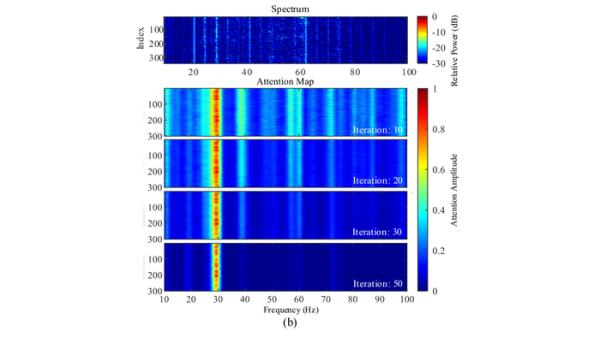 Spectrum
Index
100
200
300
20 40 60 80 100
0
-10
-20
-30
Relative Power (dB)
Attention Map
100
200
300
Iteration: 10
100
200
300
Iteration: 20
100
200
300
Iteration: 30
100
200
300
Iteration: 50
10 20 30 40 50 60 70 80 90 100
Frequency (Hz)
1
0.8
0.6
0.4
0.2
0
Attention Amplitude
(b)